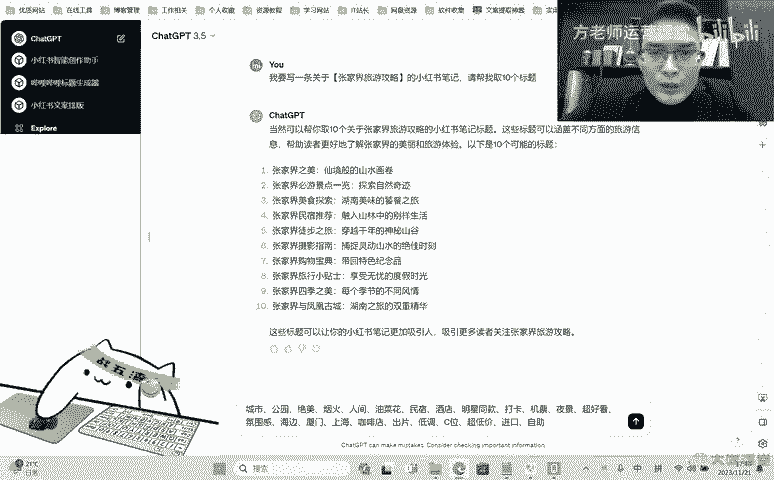 优质网站 在线工具 博客管理 工作相关 个人收藏 资源教程 学习网站 IT站长 网盘资源 软件收集 文案提取神器
方老师运营 bilibili
ChatGPT
小红书智能创作助手
小红书文案排版
Explore
ChatGPT 3.5
You
我要写一条关于【张家界旅游攻略】的小红书笔记，请帮我取10个标题
ChatGPT
当然可以帮你取10个关于张家界旅游攻略的小红书笔记标题。这些标题可以涵盖不同方面的旅游信
息，帮助读者更好地了解张家界的美丽和旅游体验。以下是10个可能的标题：
1. 张家界之美：仙境般的山水画卷
2. 张家界必游景点一览：探索自然奇迹
3. 张家界美食探索：湖南美味的饕餮之旅
4. 张家界民宿推荐：融入山林中的别样生活
5. 张家界徒步之旅：穿越千年的神秘山谷
6. 张家界摄影指南：捕捉灵动山水的绝佳时刻
7. 张家界购物宝典：带回特色纪念品
8. 张家界旅行小贴士：享受无忧的度假时光
9. 张家界四季之美：每个季节的不同风情
10. 张家界与凤凰古城：湖南之旅的双重精华
这些标题可以让你的小红书笔记更加吸引人，吸引更多读者关注张家界旅游攻略。
城市、公园、绝美、烟火、人间、油菜花、民宿、酒店、明星同款、打卡、机票、夜景、超好看、
氛围感、海边、厦门、上海、咖啡店、出片、低调、C位、超低价、进口、自助
ChatGPT can make mistakes. Consider checking important information.
战五渣
21°C
搜索
中 拼
2023/11/21